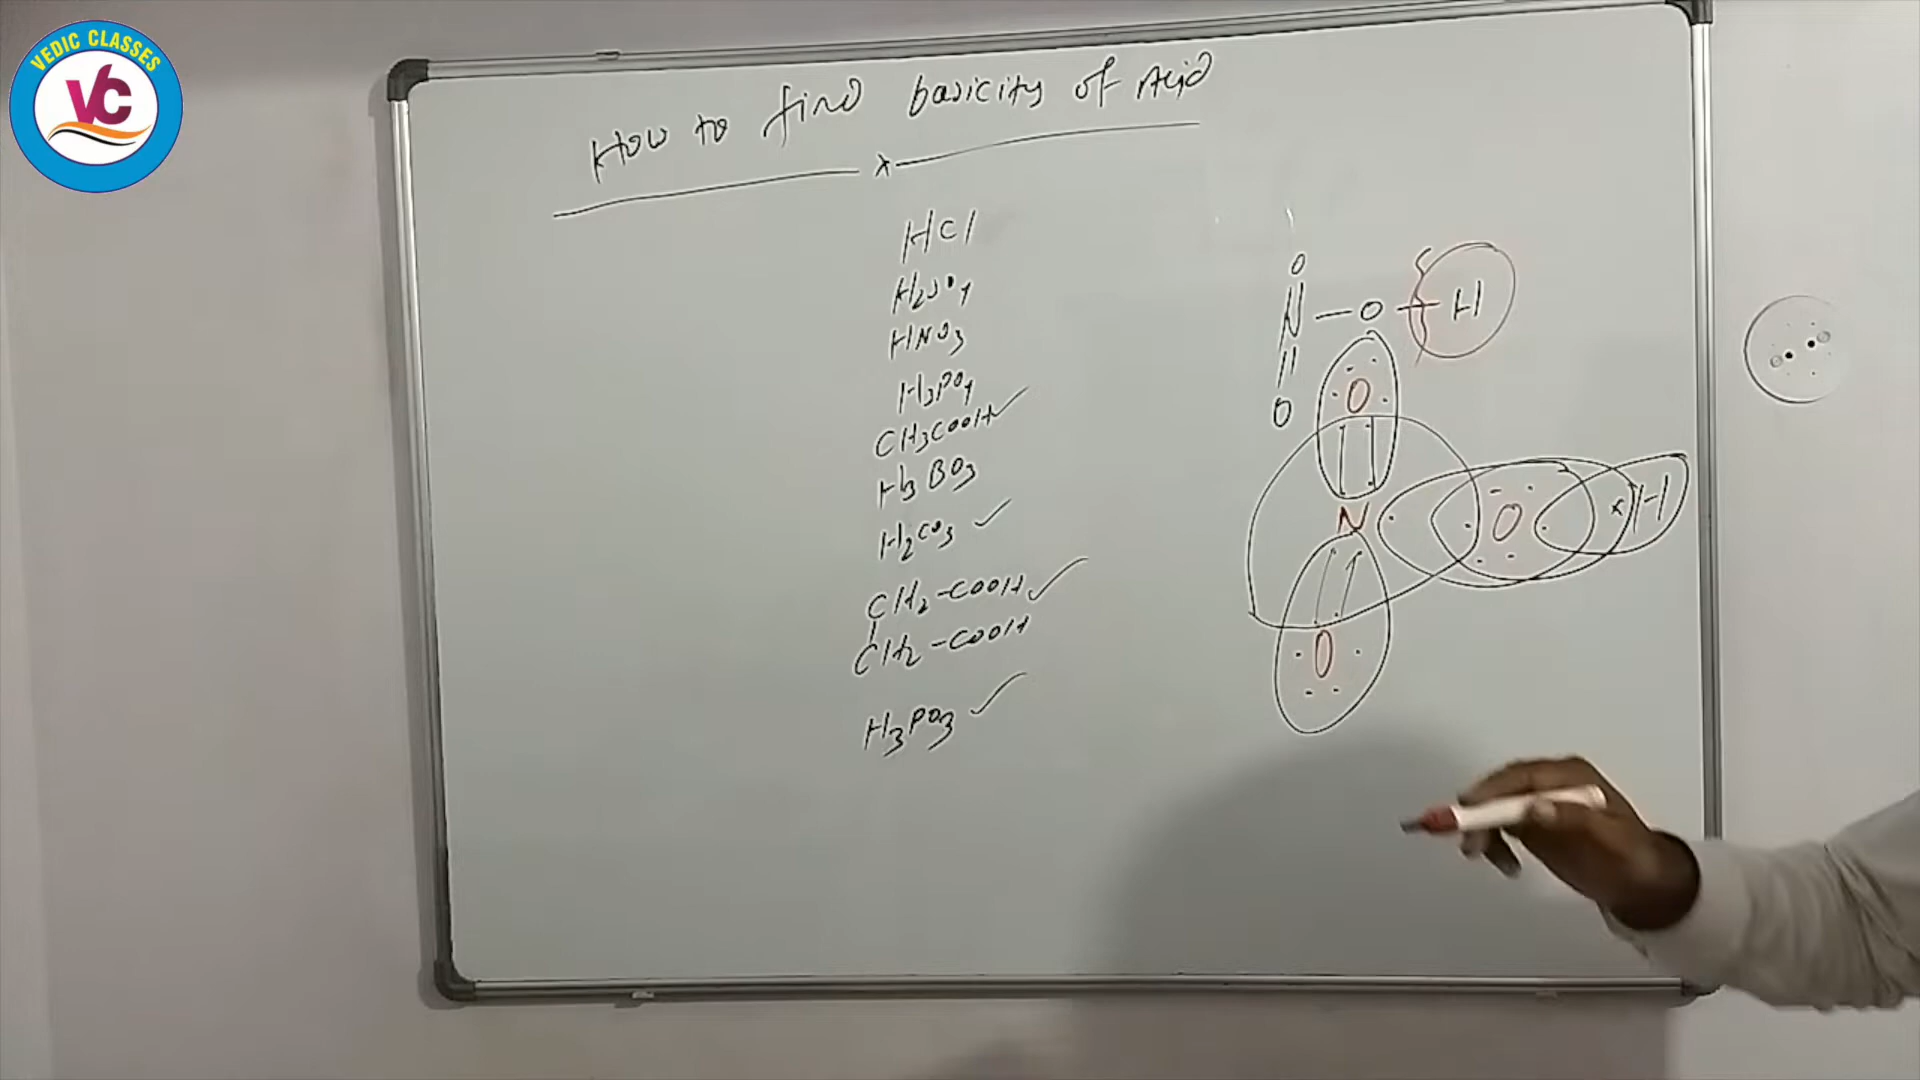 VEDIC CLASSES
VC
How to find basicity of Acid
x
HCl
H2SO4
HNO3
H3PO4
CH3COOH ✓
H3BO3
H2CO3 ✓
CH2-COOH ✓
CH2-COOH
H3PO3 ✓
O
N - O - H
O
O
N O x H
O